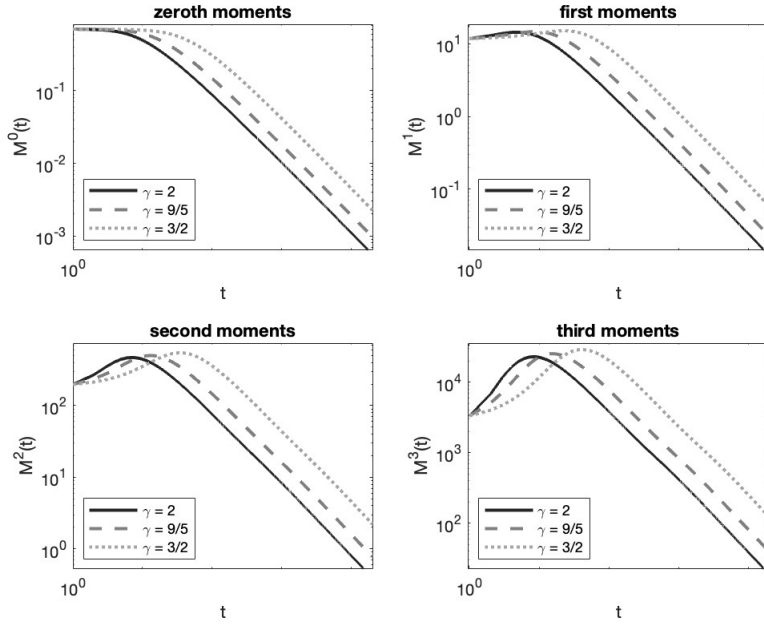 zeroth moments
M⁰(t)
10⁻¹
10⁻²
10⁻³
γ = 2
γ = 9/5
γ = 3/2
10⁰
t
first moments
M¹(t)
10¹
10⁰
10⁻¹
γ = 2
γ = 9/5
γ = 3/2
10⁰
t
second moments
M²(t)
10²
10¹
10⁰
γ = 2
γ = 9/5
γ = 3/2
10⁰
t
third moments
M³(t)
10⁴
10³
10²
γ = 2
γ = 9/5
γ = 3/2
10⁰
t